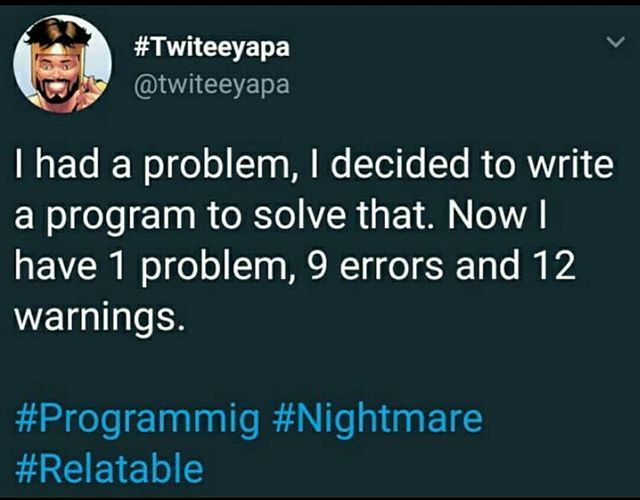 #Twiteeyapa
@twiteeyapa
I had a problem, I decided to write
a program to solve that. Now I
have 1 problem, 9 errors and 12
warnings.
#Programmig #Nightmare
#Relatable